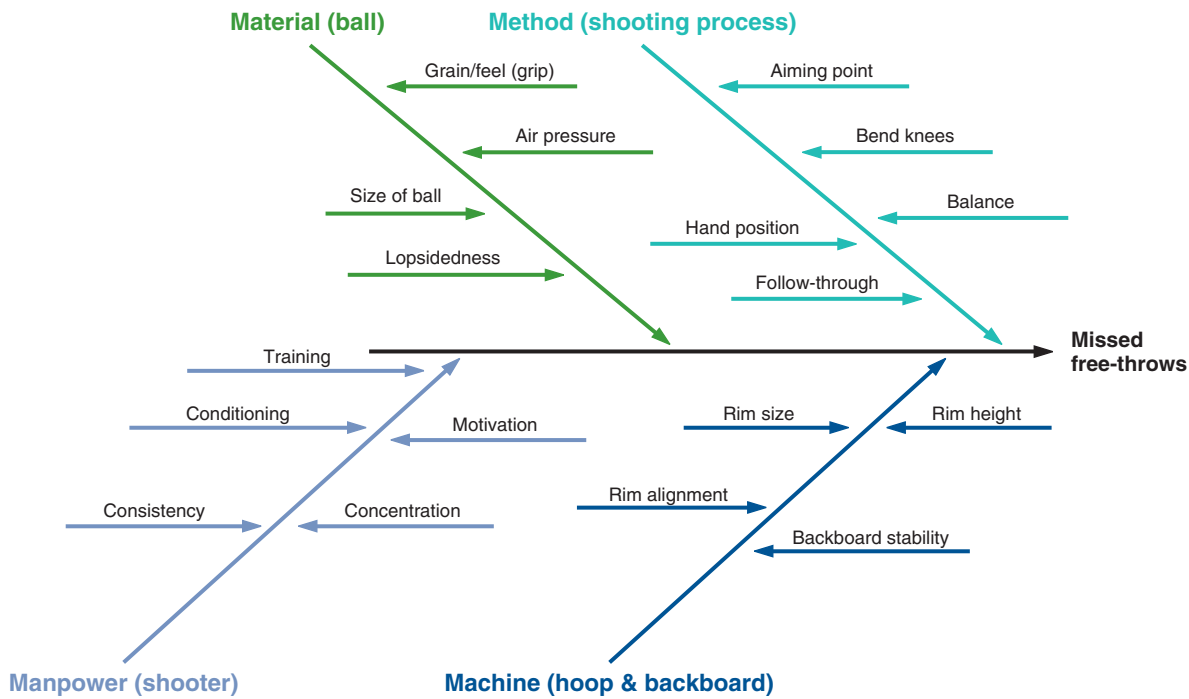 Material (ball)
Method (shooting process)
Grain/feel (grip)
Aiming point
Air pressure
Bend knees
Size of ball
Balance
Hand position
Lopsidedness
Follow-through
Missed
free-throws
Training
Conditioning
Motivation
Rim size
Rim height
Consistency
Concentration
Rim alignment
Backboard stability
Manpower (shooter)
Machine (hoop & backboard)